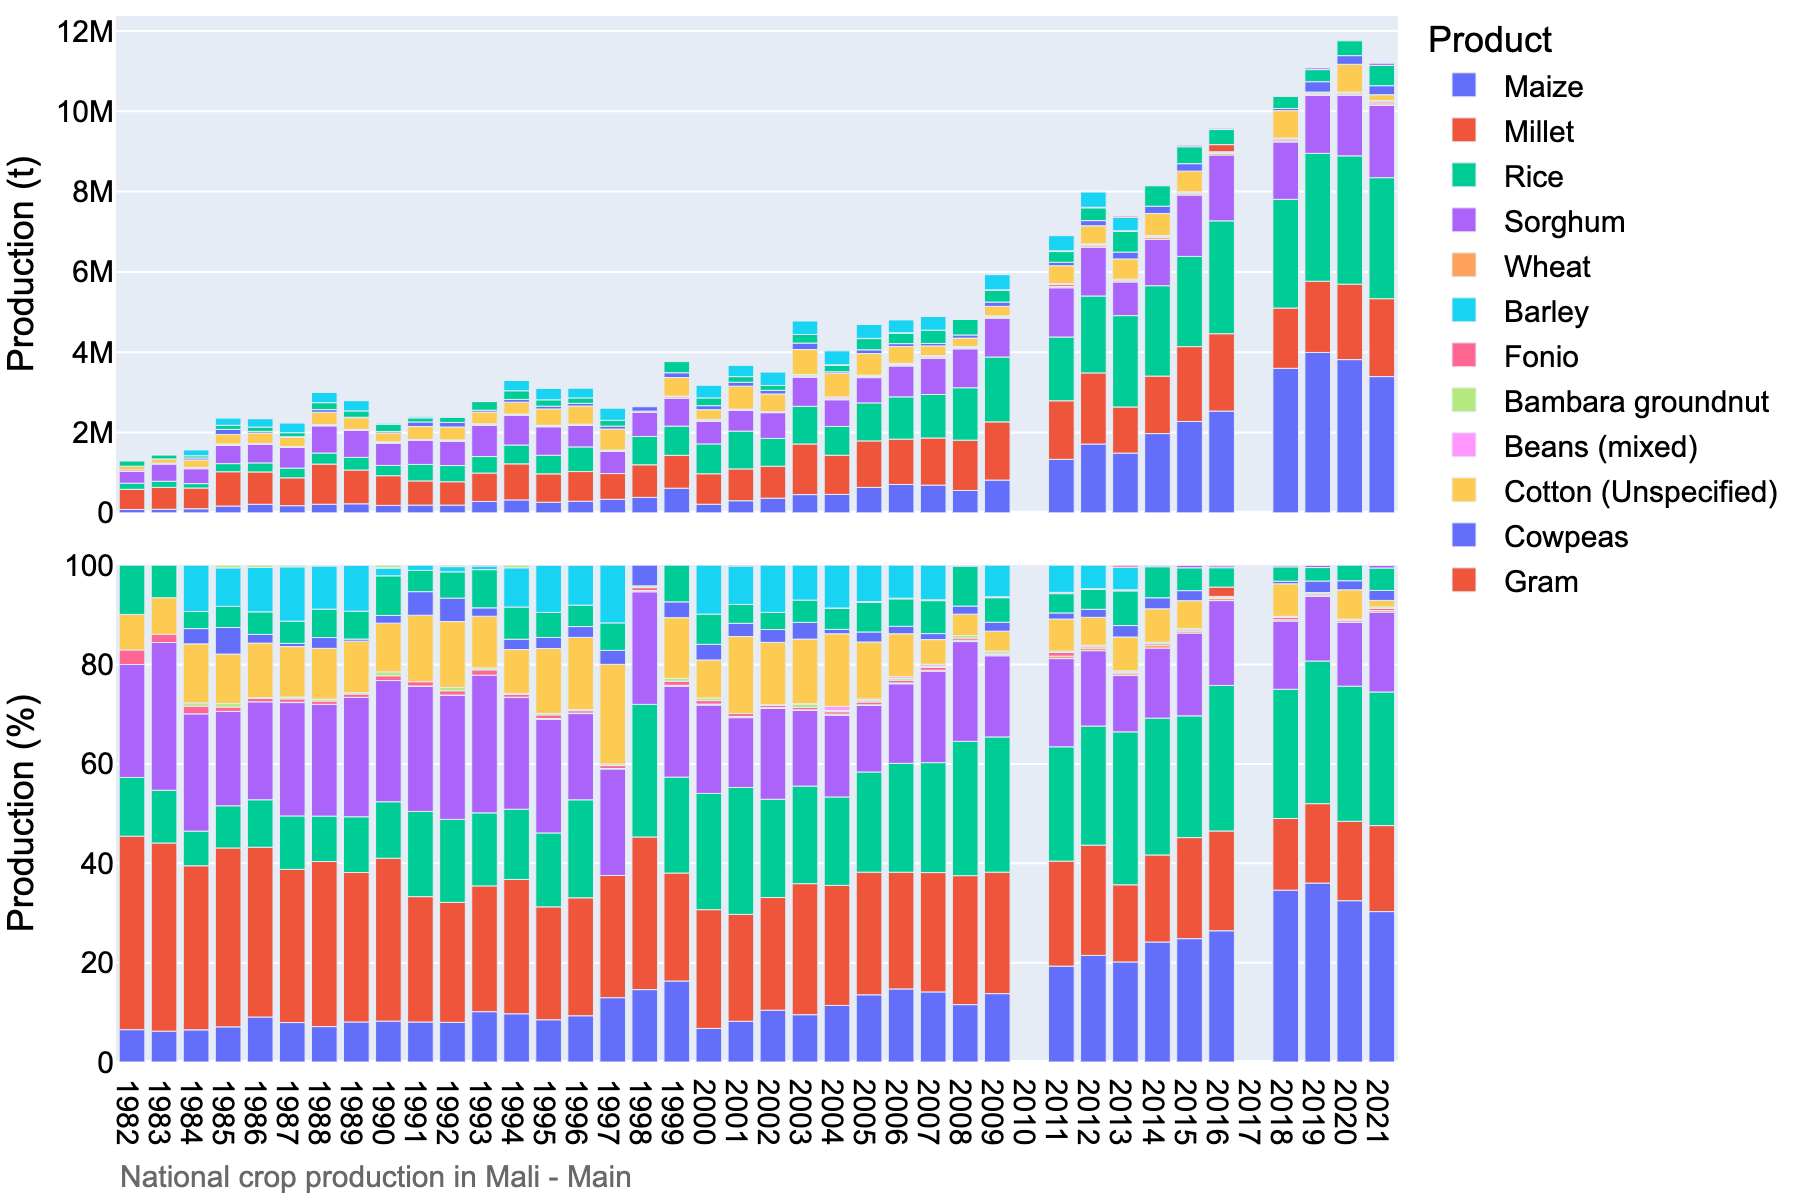 Production (t)
12M
10M
8M
6M
4M
2M
0
Production (%)
100
80
60
40
20
0
1982 1983 1984 1985 1986 1987 1988 1989 1990 1991 1992 1993 1994 1995 1996 1997 1998 1999 2000 2001 2002 2003 2004 2005 2006 2007 2008 2009 2010 2011 2012 2013 2014 2015 2016 2017 2018 2019 2020 2021
National crop production in Mali - Main
Product
Maize
Millet
Rice
Sorghum
Wheat
Barley
Fonio
Bambara groundnut
Beans (mixed)
Cotton (Unspecified)
Cowpeas
Gram